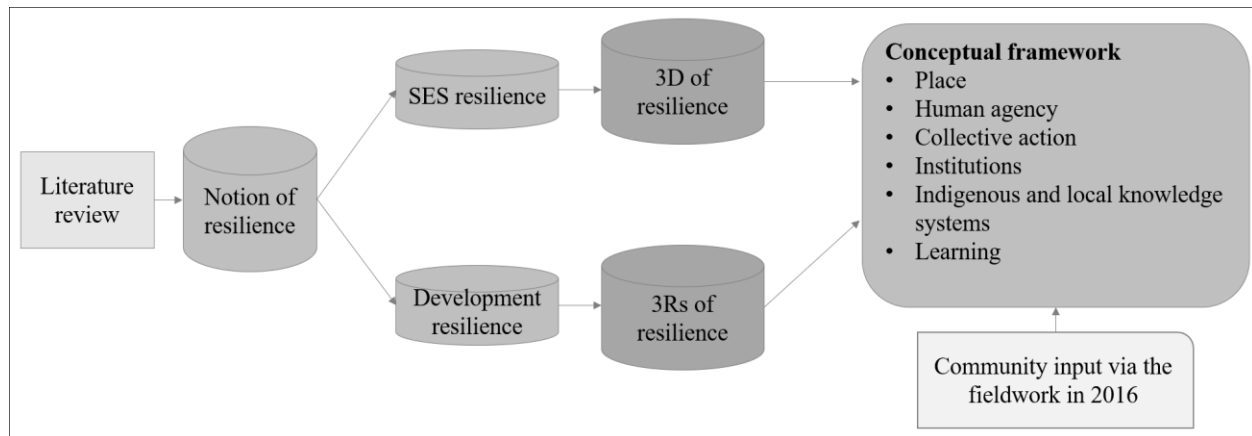 Literature
review
Notion of
resilience
SES resilience
3D of
resilience
Development
resilience
3Rs of
resilience
Conceptual framework
• Place
• Human agency
• Collective action
• Institutions
• Indigenous and local knowledge
systems
• Learning
Community input via the
fieldwork in 2016